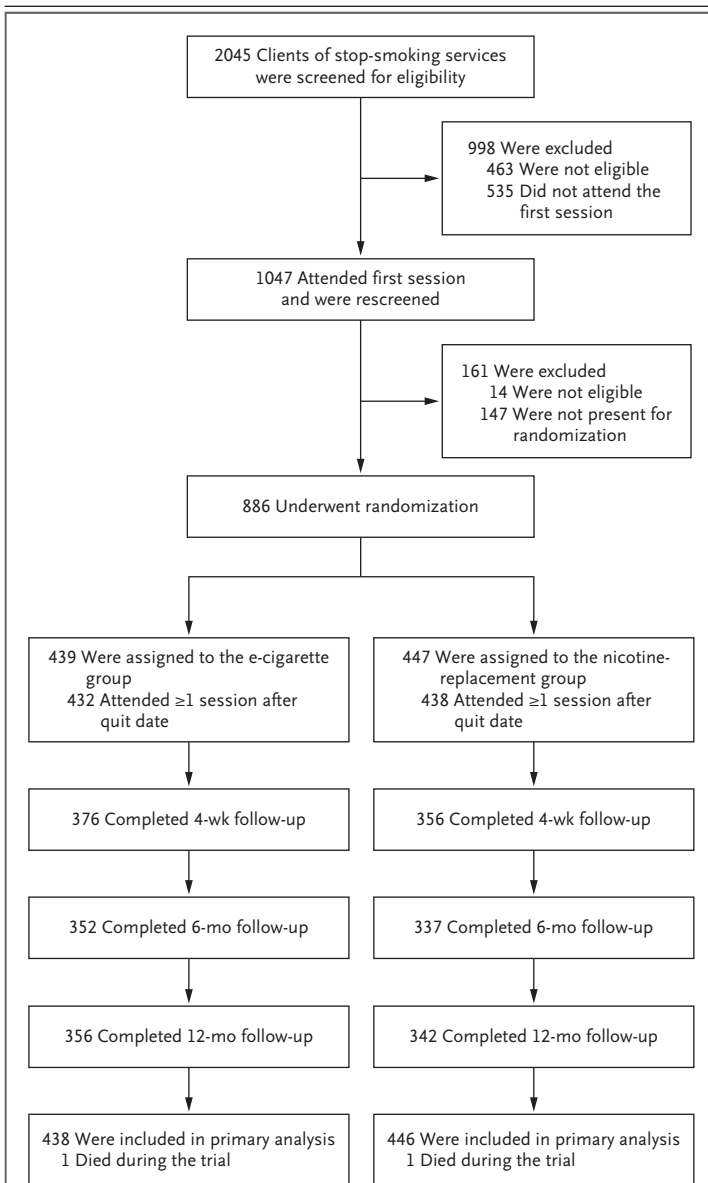 2045 Clients of stop-smoking services
were screened for eligibility
998 Were excluded
463 Were not eligible
535 Did not attend the
first session
1047 Attended first session
and were rescreened
161 Were excluded
14 Were not eligible
147 Were not present for
randomization
886 Underwent randomization
439 Were assigned to the e-cigarette
group
432 Attended ≥1 session after
quit date
447 Were assigned to the nicotine-
replacement group
438 Attended ≥1 session after
quit date
376 Completed 4-wk follow-up
356 Completed 4-wk follow-up
352 Completed 6-mo follow-up
337 Completed 6-mo follow-up
356 Completed 12-mo follow-up
342 Completed 12-mo follow-up
438 Were included in primary analysis
1 Died during the trial
446 Were included in primary analysis
1 Died during the trial